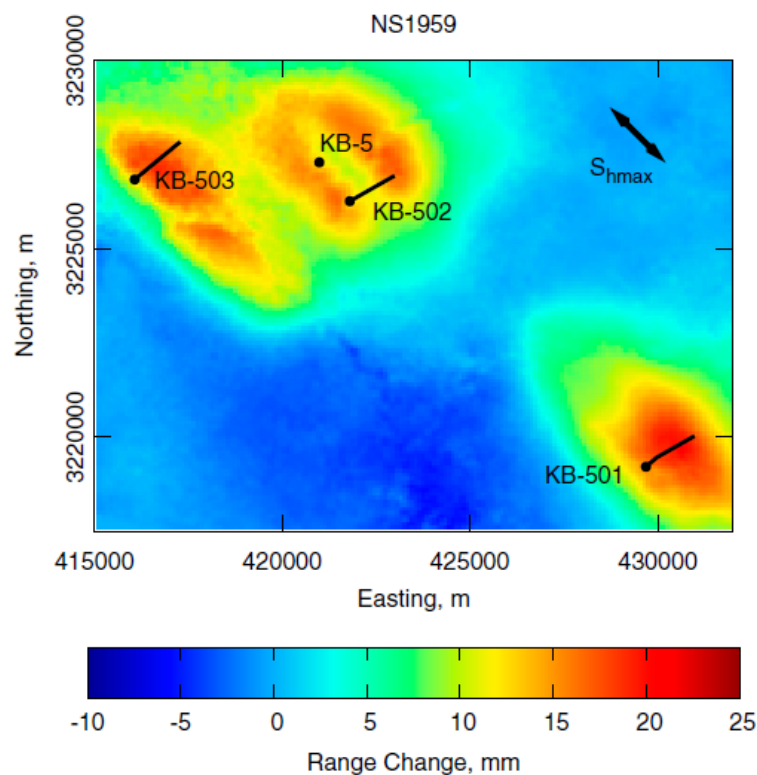 NS1959
Northing, m
3230000
3225000
3220000
KB-5
KB-503
KB-502
S_hmax
KB-501
415000 420000 425000 430000
Easting, m
-10 -5 0 5 10 15 20 25
Range Change, mm